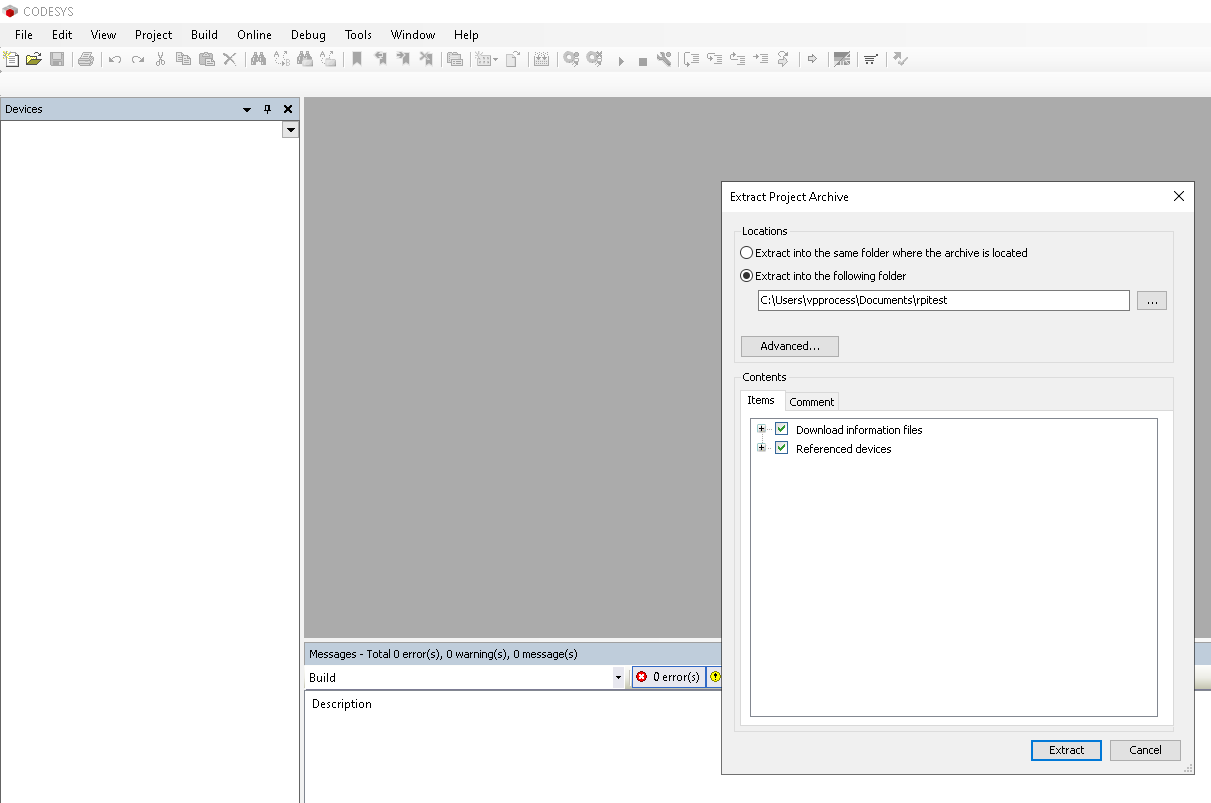 CODESYS
File Edit View Project Build Online Debug Tools Window Help
Devices
Extract Project Archive
Locations
Extract into the same folder where the archive is located
Extract into the following folder
C:\Users\vpprocess\Documents\rpitest
...
Advanced...
Contents
Items Comment
Download information files
Referenced devices
Messages - Total 0 error(s), 0 warning(s), 0 message(s)
Build 0 error(s)
Description
Extract Cancel